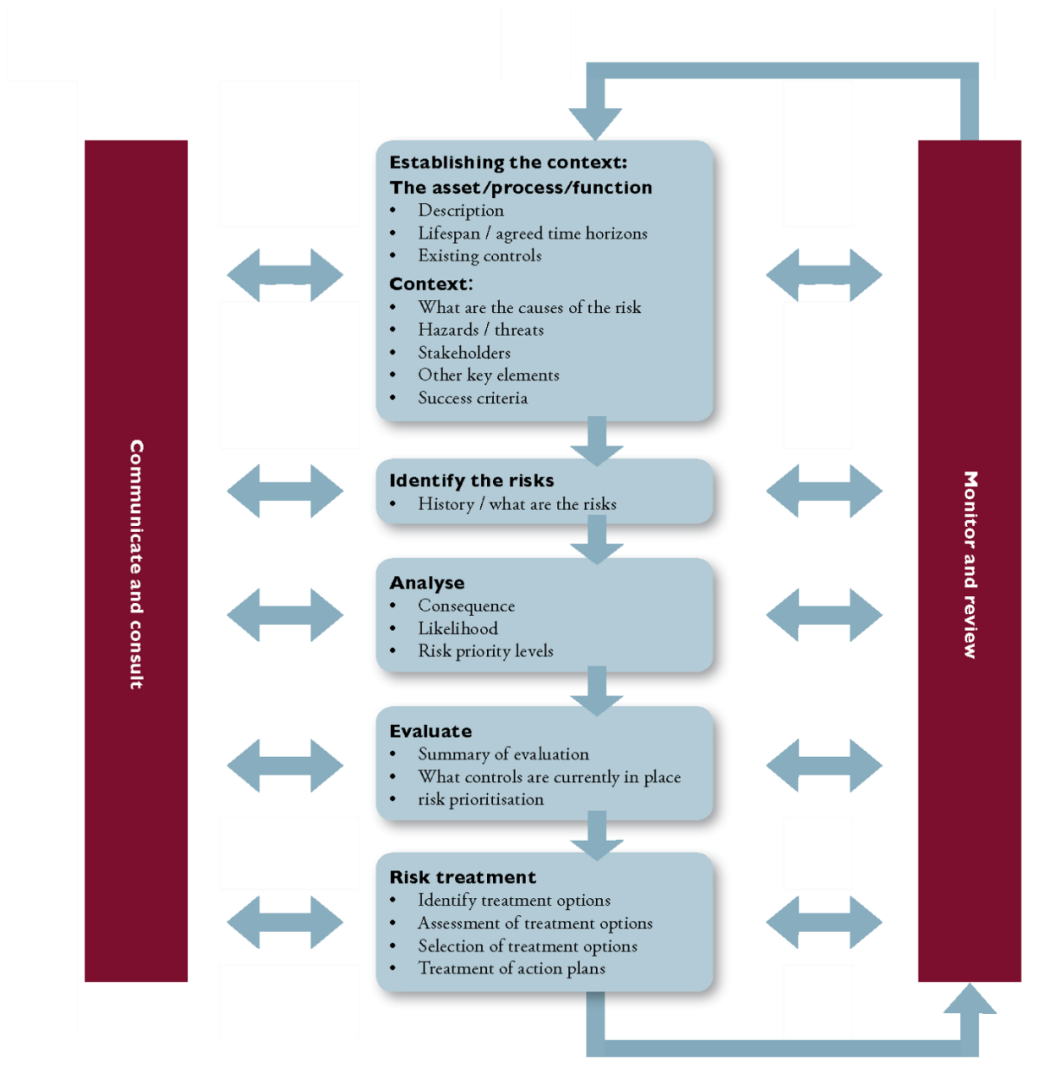 Communicate and consult
Establishing the context:
The asset/process/function
• Description
• Lifespan / agreed time horizons
• Existing controls
Context:
• What are the causes of the risk
• Hazards / threats
• Stakeholders
• Other key elements
• Success criteria
Identify the risks
• History / what are the risks
Analyse
• Consequence
• Likelihood
• Risk priority levels
Evaluate
• Summary of evaluation
• What controls are currently in place
• risk prioritisation
Risk treatment
• Identify treatment options
• Assessment of treatment options
• Selection of treatment options
• Treatment of action plans
Monitor and review